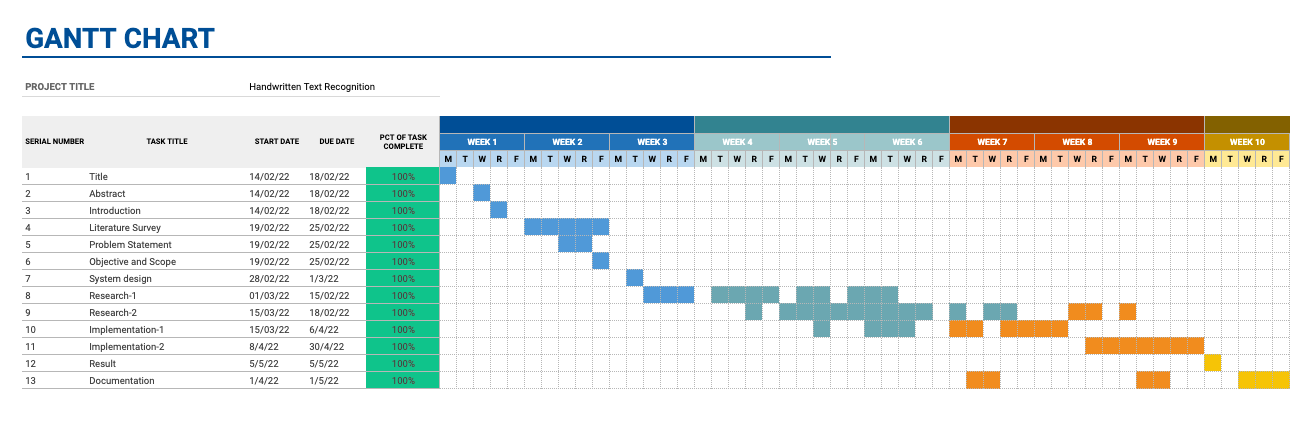 GANTT CHART
PROJECT TITLE Handwritten Text Recognition
SERIAL NUMBER TASK TITLE START DATE DUE DATE PCT OF TASK COMPLETE WEEK 1 WEEK 2 WEEK 3 WEEK 4 WEEK 5 WEEK 6 WEEK 7 WEEK 8 WEEK 9 WEEK 10
M T W R F M T W R F M T W R F M T W R F M T W R F M T W R F M T W R F M T W R F M T W R F M T W R F
1 Title 14/02/22 18/02/22 100%
2 Abstract 14/02/22 18/02/22 100%
3 Introduction 14/02/22 18/02/22 100%
4 Literature Survey 19/02/22 25/02/22 100%
5 Problem Statement 19/02/22 25/02/22 100%
6 Objective and Scope 19/02/22 25/02/22 100%
7 System design 28/02/22 1/3/22 100%
8 Research-1 01/03/22 15/02/22 100%
9 Research-2 15/03/22 18/02/22 100%
10 Implementation-1 15/03/22 6/4/22 100%
11 Implementation-2 8/4/22 30/4/22 100%
12 Result 5/5/22 5/5/22 100%
13 Documentation 1/4/22 1/5/22 100%